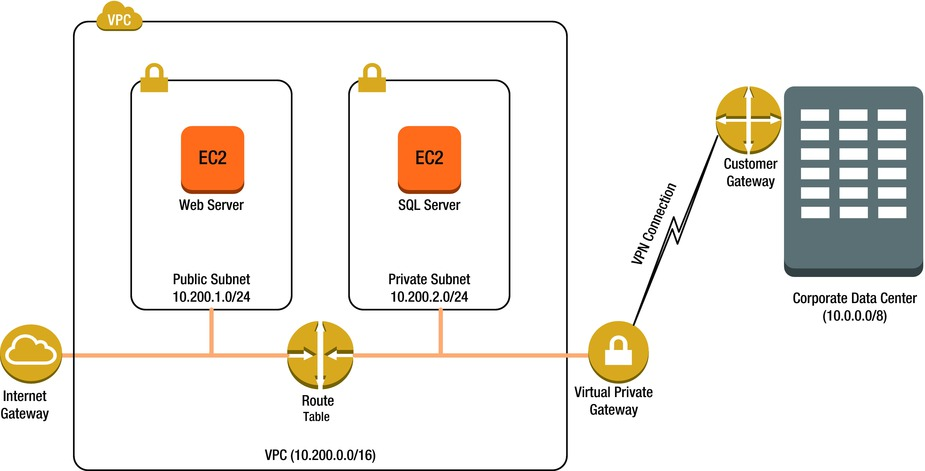 VPC
EC2
Web Server
Public Subnet
10.200.1.0/24
EC2
SQL Server
Private Subnet
10.200.2.0/24
Internet
Gateway
Route
Table
VPC (10.200.0.0/16)
Virtual Private
Gateway
VPN Connection
Customer
Gateway
Corporate Data Center
(10.0.0.0/8)